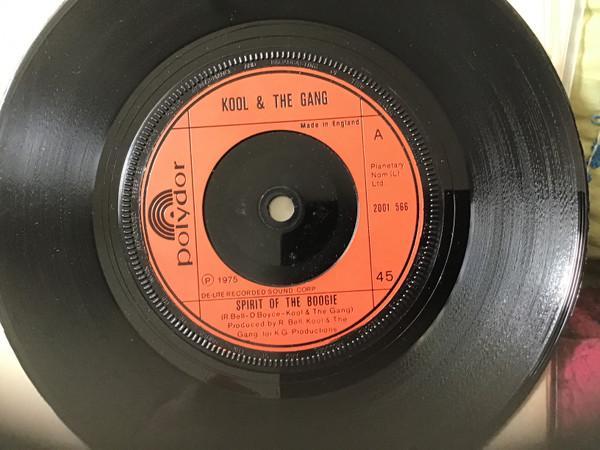 KOOL & THE GANG
Made in England
A
Planetary
Nom (L)
Ltd.
2001 566
polydor
℗ 1975
DE-LITE RECORDED SOUND CORP.
45
SPIRIT OF THE BOOGIE
(R. Bell-D Boyce-Kool & The Gang)
Produced by R. Bell, Kool & The
Gang for K.G. Productions